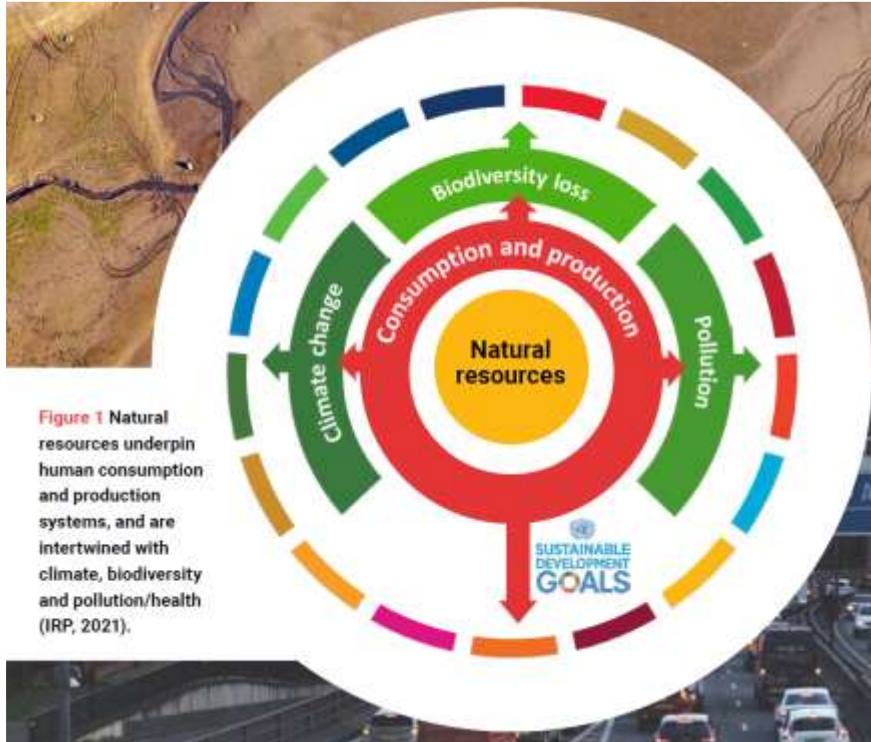 Biodiversity loss
Consumption and production
Climate change
Pollution
Natural
resources
Figure 1 Natural
resources underpin
human consumption
and production
systems, and are
intertwined with
climate, biodiversity
and pollution/health
(IRP, 2021).
SUSTAINABLE
DEVELOPMENT
GOALS